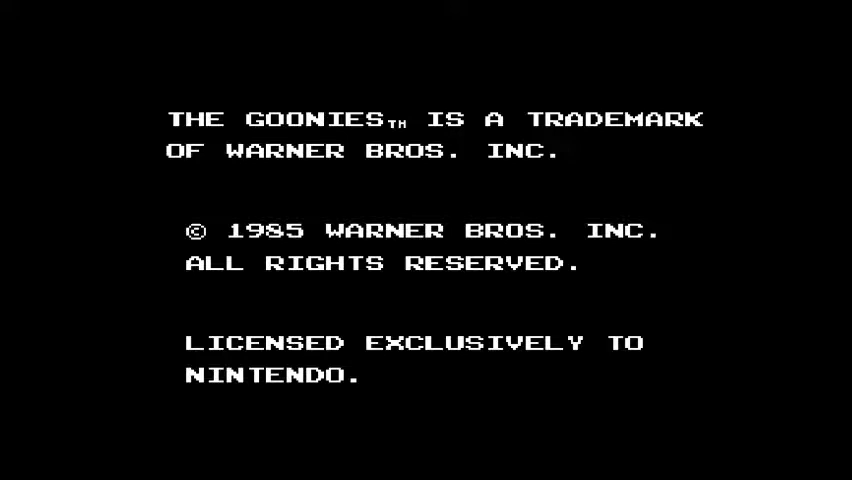 THE GOONIES™ IS A TRADEMARK
OF WARNER BROS. INC.
© 1985 WARNER BROS. INC.
ALL RIGHTS RESERVED.
LICENSED EXCLUSIVELY TO
NINTENDO.